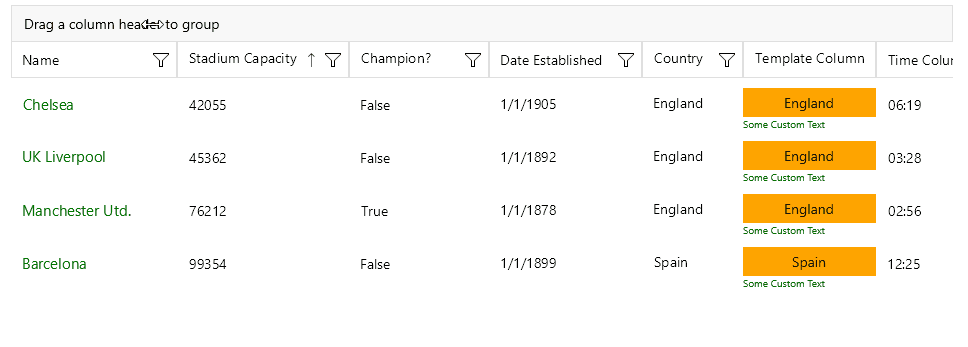 Drag a column header to group
Name Stadium Capacity ↑ Champion? Date Established Country Template Column Time Colu
Chelsea 42055 False 1/1/1905 England England 06:19
Some Custom Text
UK Liverpool 45362 False 1/1/1892 England England 03:28
Some Custom Text
Manchester Utd. 76212 True 1/1/1878 England England 02:56
Some Custom Text
Barcelona 99354 False 1/1/1899 Spain Spain 12:25
Some Custom Text